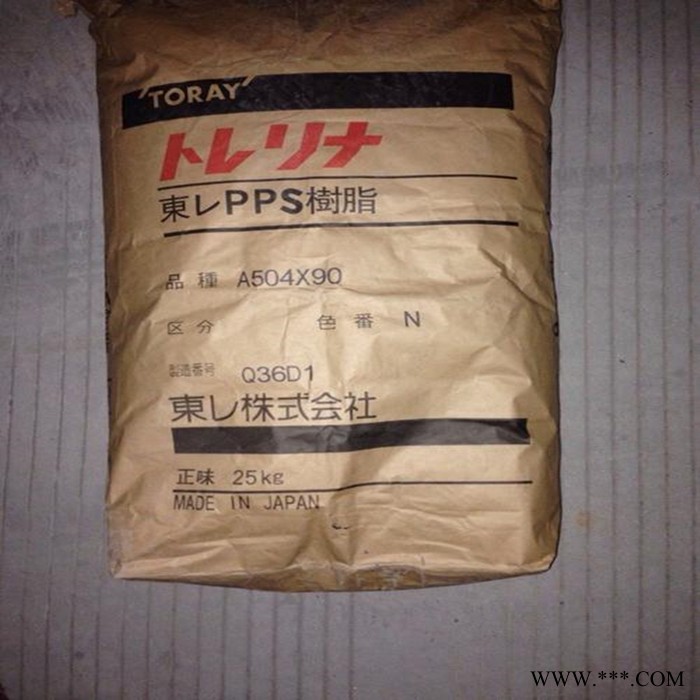 TORAY
トレリナ
東レPPS樹脂
品種 A504X90
区分 色番 N
製造番号 Q36D1
東レ株式会社
正味 25kg
MADE IN JAPAN
WWW.***.COM